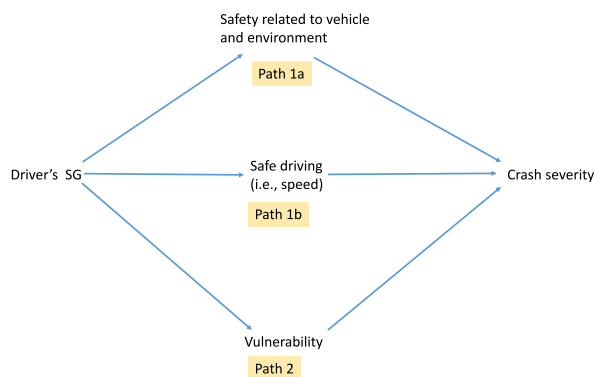 Safety related to vehicle
and environment
Path 1a
Driver's SG
Safe driving
(i.e., speed)
Path 1b
Crash severity
Vulnerability
Path 2